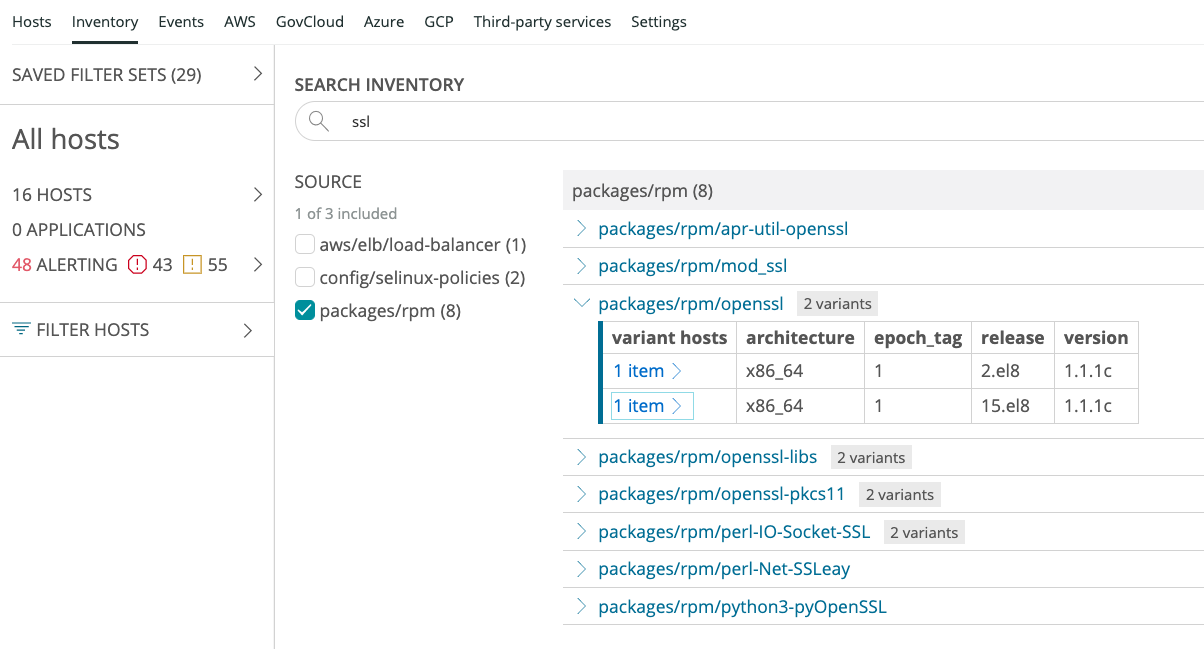 Hosts Inventory Events AWS GovCloud Azure GCP Third-party services Settings
SAVED FILTER SETS (29)
All hosts
16 HOSTS
0 APPLICATIONS
48 ALERTING 43 55
FILTER HOSTS
SEARCH INVENTORY
ssl
SOURCE
1 of 3 included
aws/elb/load-balancer (1)
config/selinux-policies (2)
packages/rpm (8)
packages/rpm (8)
packages/rpm/apr-util-openssl
packages/rpm/mod_ssl
packages/rpm/openssl 2 variants
variant hosts architecture epoch_tag release version
1 item x86_64 1 2.el8 1.1.1c
1 item x86_64 1 15.el8 1.1.1c
packages/rpm/openssl-libs 2 variants
packages/rpm/openssl-pkcs11 2 variants
packages/rpm/perl-IO-Socket-SSL 2 variants
packages/rpm/perl-Net-SSLeay
packages/rpm/python3-pyOpenSSL